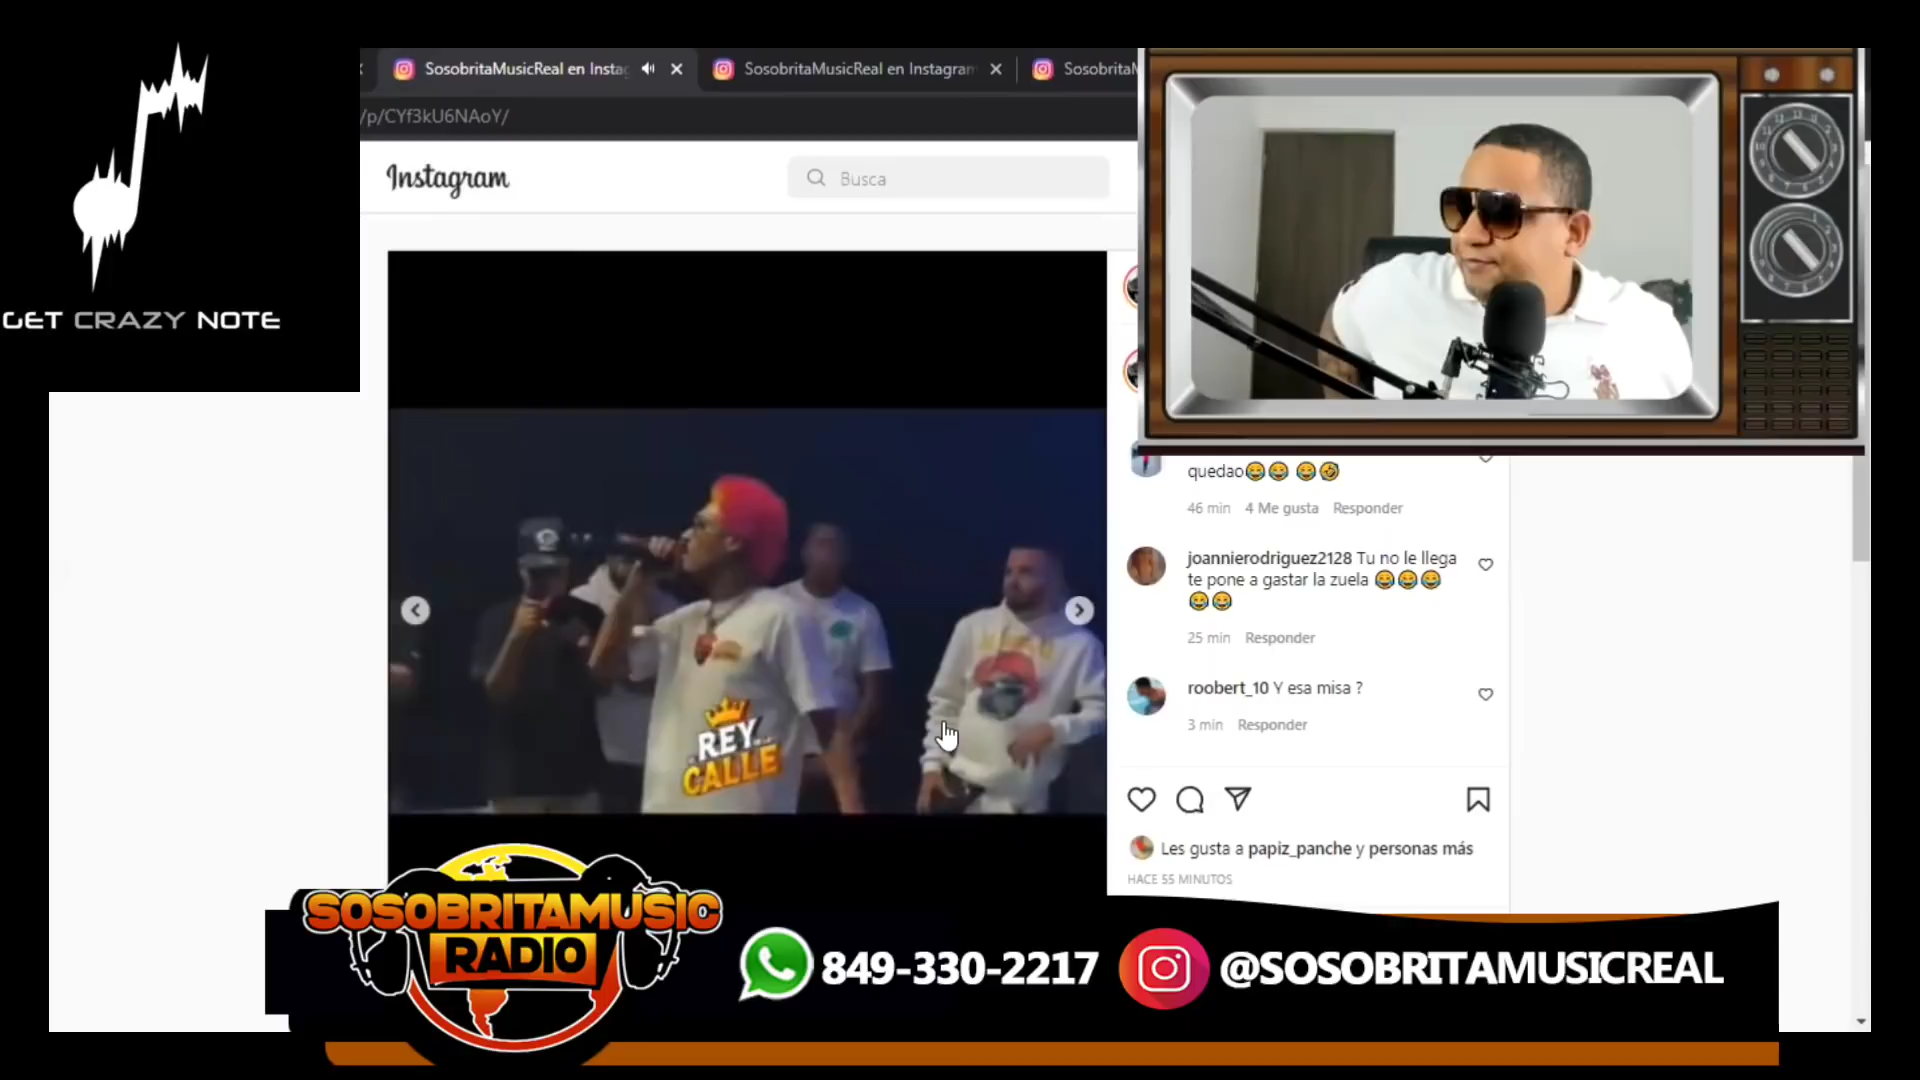 SosobritaMusicReal en Insta
SosobritaMusicReal en Instagram
Sosobrita
/p/CYf3kU6NAoY/
Instagram
Busca
GET CRAZY NOTE
quedao😂😂 😂🤣
46 min 4 Me gusta Responder
joannierodriguez2128 Tu no le llega
te pone a gastar la zuela 😂😂😂
😂😂
25 min Responder
roobert_10 Y esa misa ?
3 min Responder
REY
CALLE
Les gusta a papiz_panche y personas más
HACE 55 MINUTOS
SOSOBRITAMUSIC
RADIO
849-330-2217
@SOSOBRITAMUSICREAL